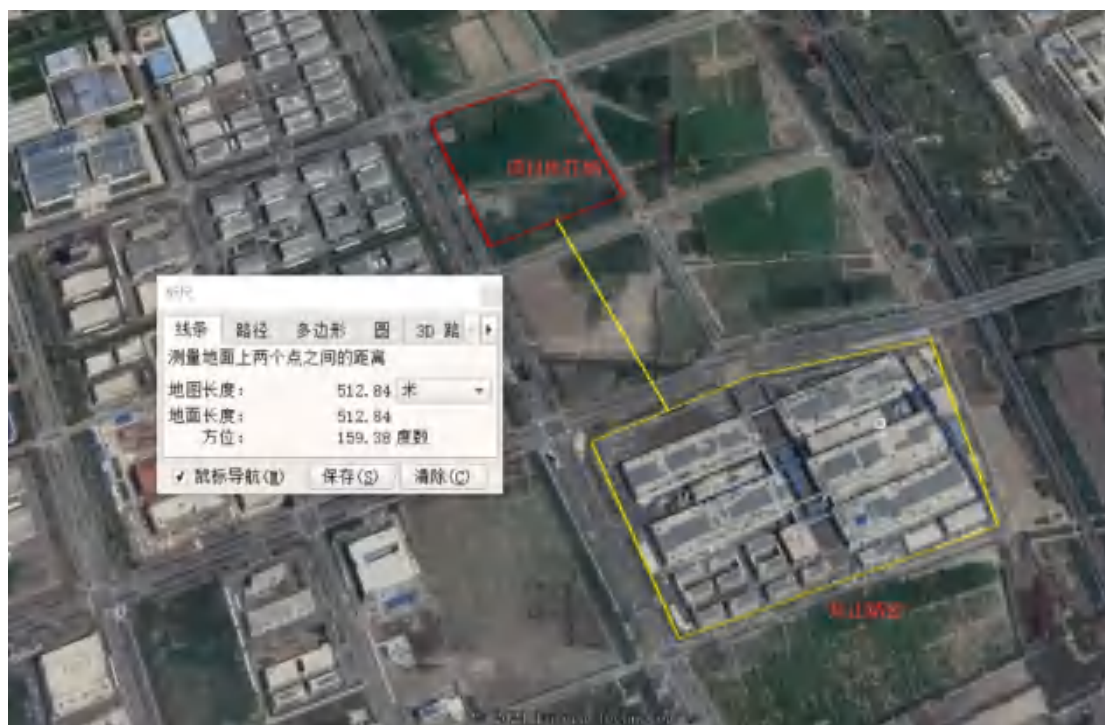 标尺
线条 路径 多边形 圆 3D 路
测量地面上两个点之间的距离
地图长度： 512.84 米
地面长度： 512.84
方位： 159.38 度数
✓ 鼠标导航(M) 保存(S) 清除(C)